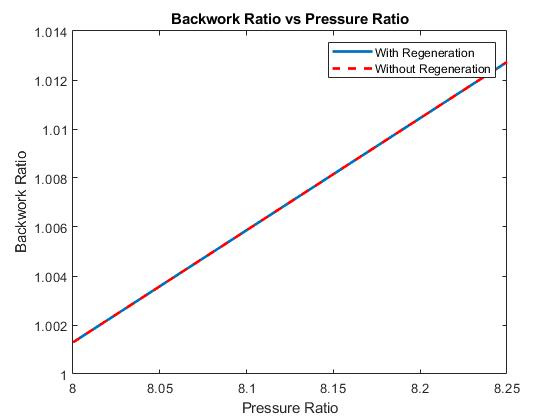 Backwork Ratio vs Pressure Ratio
1.014
With Regeneration
Without Regeneration
1.012
1.01
1.008
Backwork Ratio
1.006
1.004
1.002
1
8
8.05
8.1
8.15
8.2
8.25
Pressure Ratio